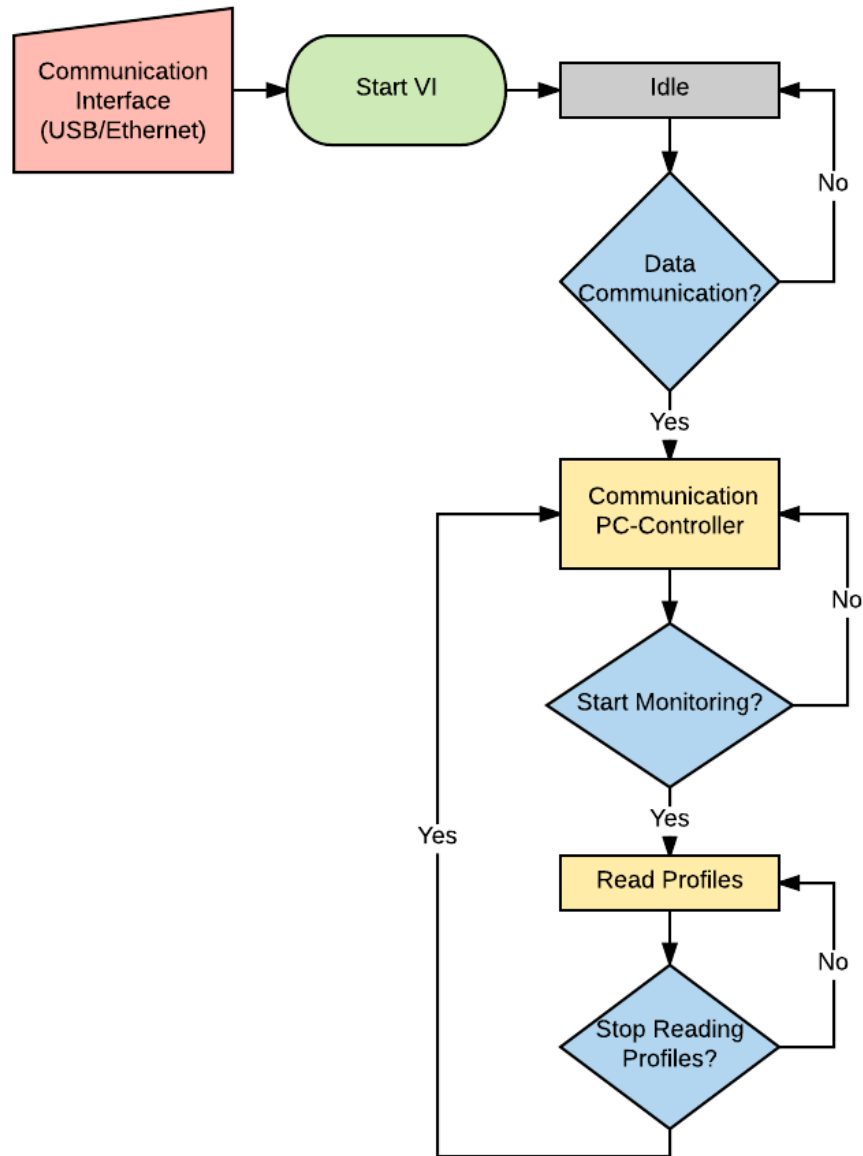 Communication
Interface
(USB/Ethernet)
Start VI
Idle
No
Data
Communication?
Yes
Communication
PC-Controller
No
Start Monitoring?
Yes
Yes
Read Profiles
No
Stop Reading
Profiles?